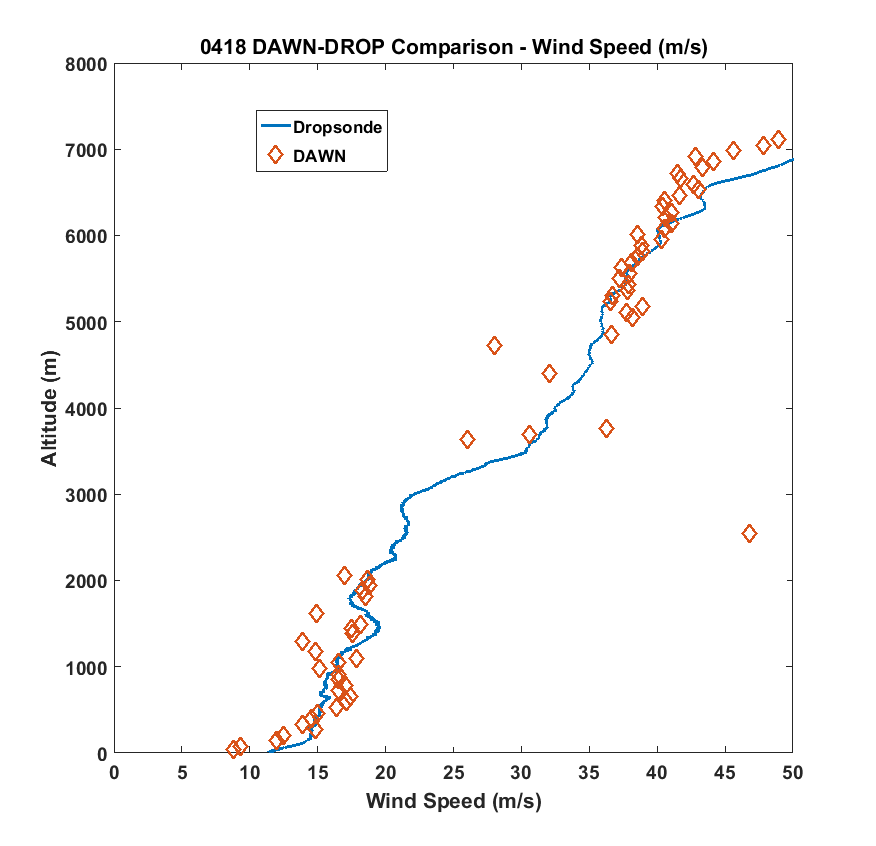 0418 DAWN-DROP Comparison - Wind Speed (m/s)
8000
7000
6000
5000
4000
3000
2000
1000
0
Dropsonde
DAWN
Altitude (m)
0 5 10 15 20 25 30 35 40 45 50
Wind Speed (m/s)